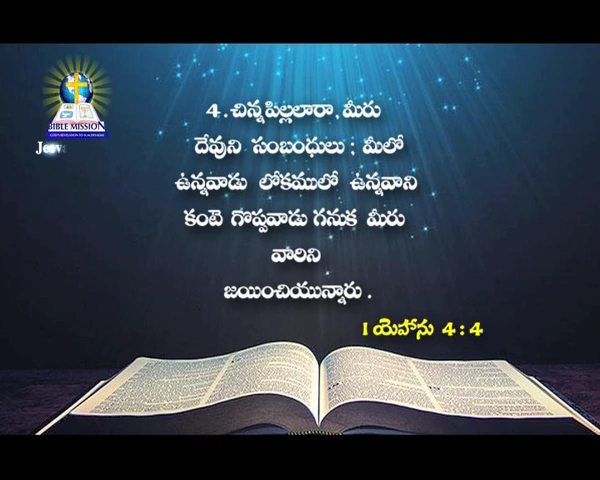 BIBLE MISSION
4. చిన్నపిల్లలారా, మీరు
దేవుని సంబంధులు ; మీలో
ఉన్నవాడు లోకములో ఉన్నవాని
కంటె గొప్పవాడు గనుక మీరు
వారిని
జయించియున్నారు .
I యెహాను 4 : 4